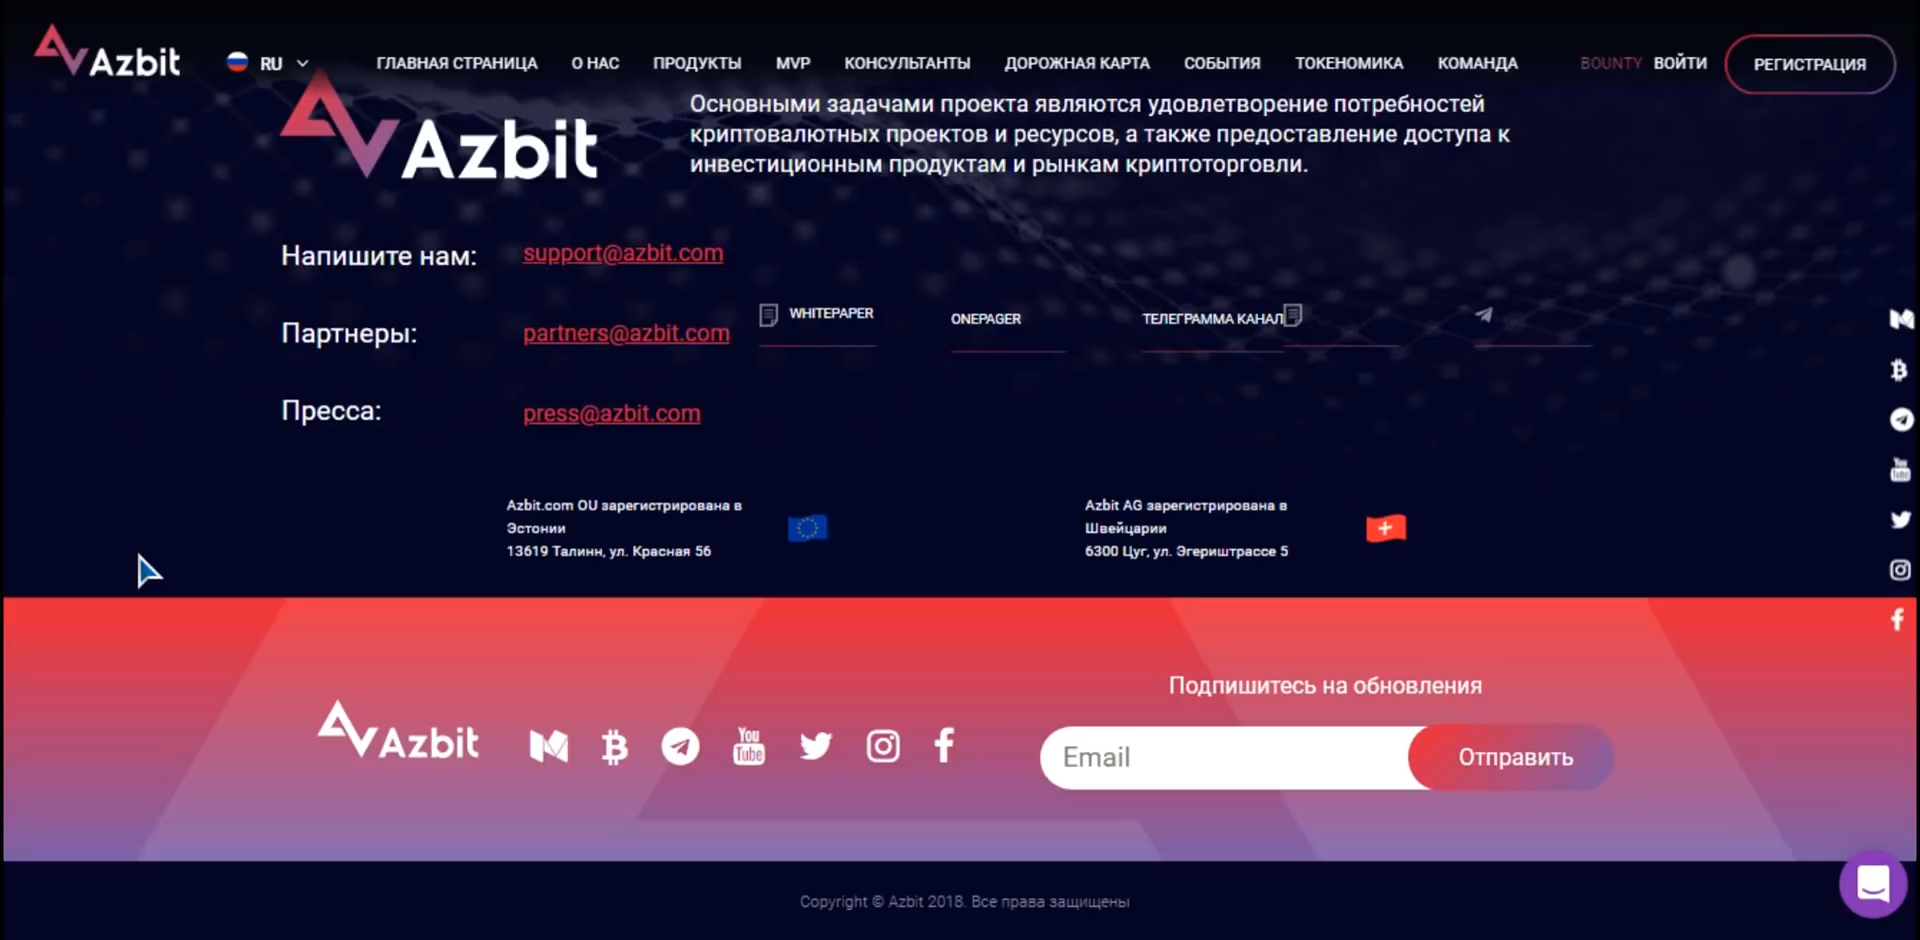 Azbit
RU
ГЛАВНАЯ СТРАНИЦА
О НАС
ПРОДУКТЫ
MVP
КОНСУЛЬТАНТЫ
ДОРОЖНАЯ КАРТА
СОБЫТИЯ
ТОКЕНОМИКА
КОМАНДА
BOUNTY
ВОЙТИ
РЕГИСТРАЦИЯ
Azbit
Основными задачами проекта являются удовлетворение потребностей
криптовалютных проектов и ресурсов, а также предоставление доступа к
инвестиционным продуктам и рынкам криптоторговли.
Напишите нам:
support@azbit.com
Партнеры:
partners@azbit.com
Пресса:
press@azbit.com
WHITEPAPER
ONEPAGER
ТЕЛЕГРАММА КАНАЛ
Azbit.com OU зарегистрирована в
Эстонии
13619 Талинн, ул. Красная 56
Azbit AG зарегистрирована в
Швейцарии
6300 Цуг, ул. Эгериштрассе 5
Azbit
You
Tube
Подпишитесь на обновления
Email
Отправить
Copyright © Azbit 2018. Все права защищены